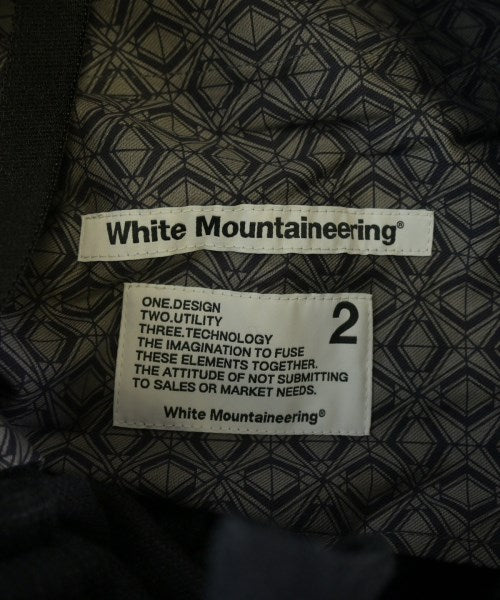 White Mountaineering®
ONE.DESIGN
TWO.UTILITY
THREE.TECHNOLOGY
THE IMAGINATION TO FUSE
THESE ELEMENTS TOGETHER.
THE ATTITUDE OF NOT SUBMITTING
TO SALES OR MARKET NEEDS.
2
White Mountaineering®